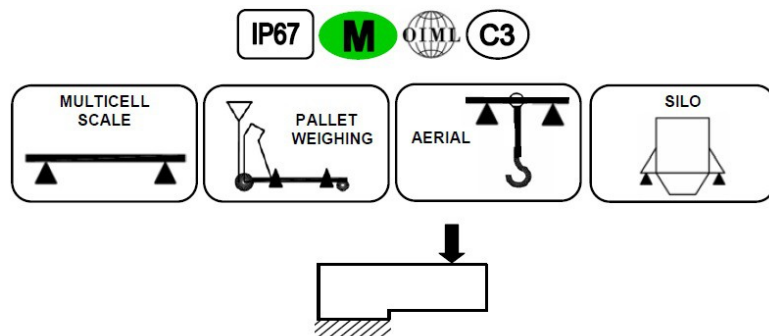 IP67 M OIML C3
MULTICELL
SCALE
PALLET
WEIGHING
AERIAL
SILO